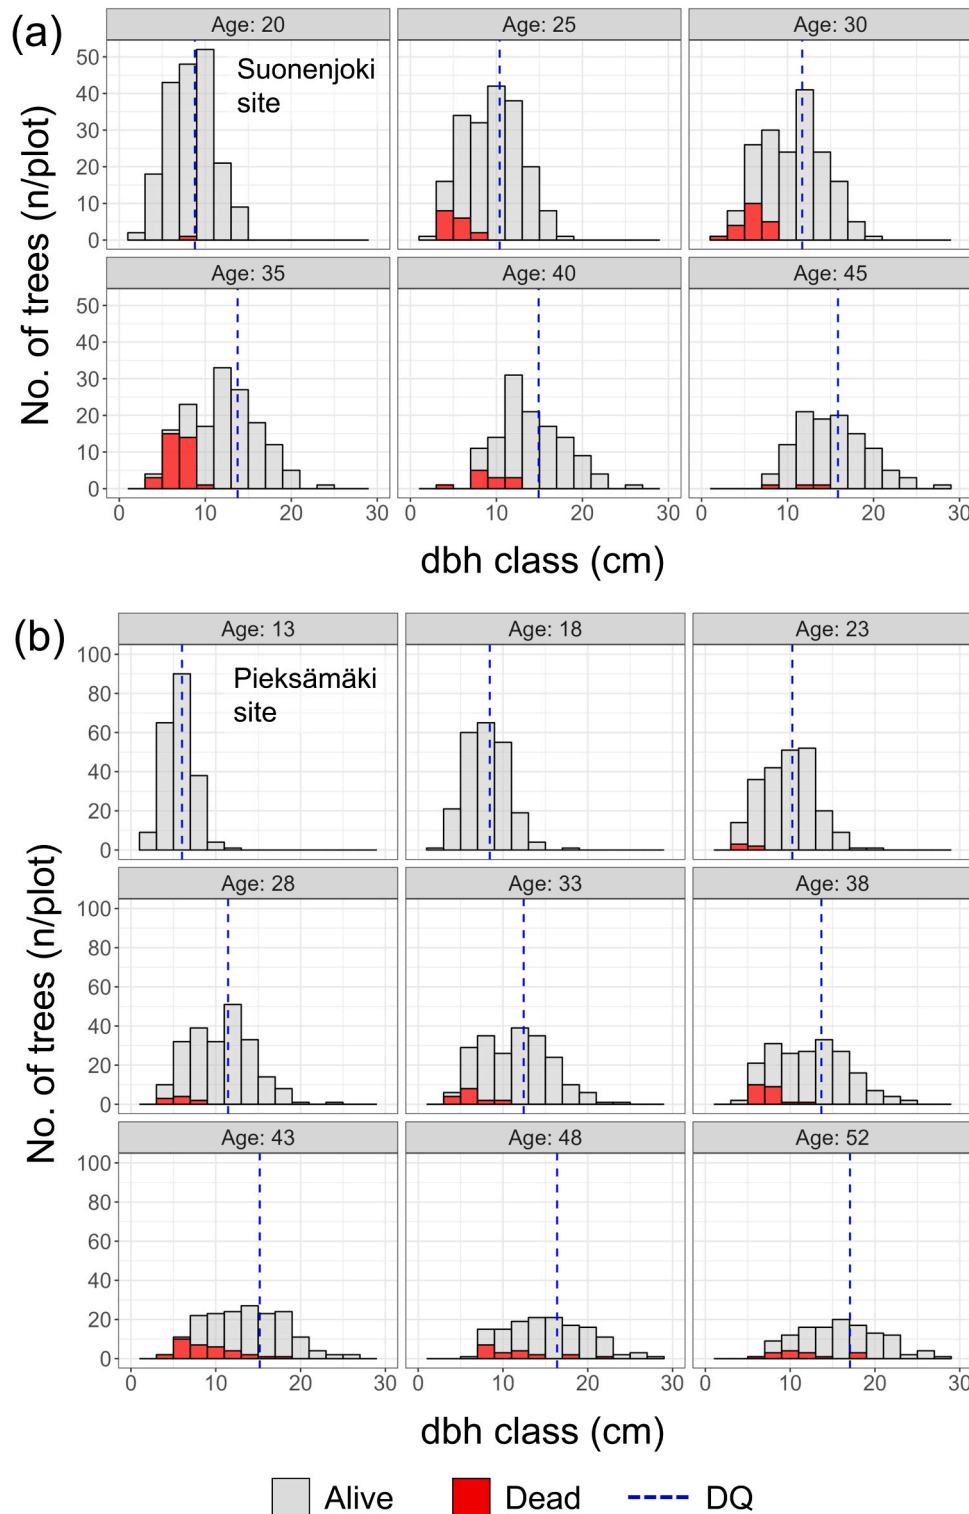 (a)
Age: 20
Age: 25
Age: 30
Suonenjoki
site
50
40
30
20
10
0
Age: 35
Age: 40
Age: 45
50
40
30
20
10
0
0 10 20 30
0 10 20 30
0 10 20 30
No. of trees (n/plot)
dbh class (cm)
(b)
Age: 13
Age: 18
Age: 23
Pieksämäki
site
100
80
60
40
20
0
Age: 28
Age: 33
Age: 38
100
80
60
40
20
0
Age: 43
Age: 48
Age: 52
100
80
60
40
20
0
0 10 20 30
0 10 20 30
0 10 20 30
No. of trees (n/plot)
dbh class (cm)
Alive Dead DQ